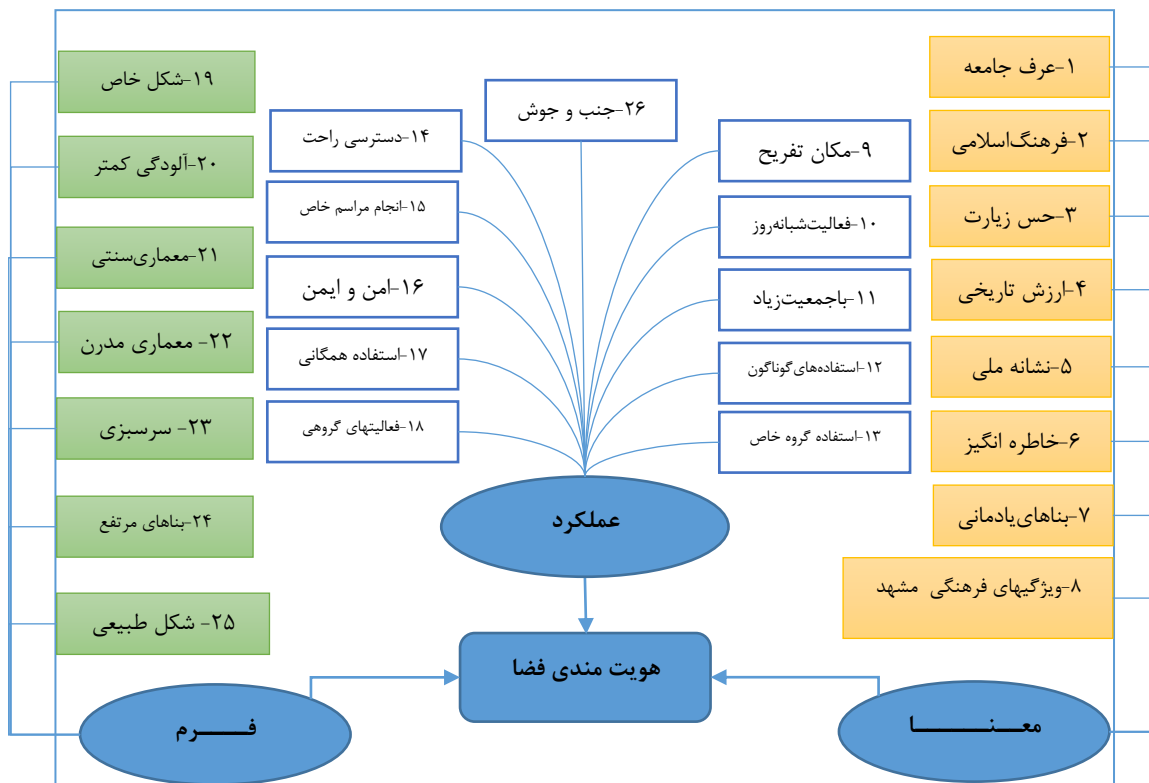 ۱-عرف جامعه
۲-فرهنگ‌اسلامی
۳-حس زیارت
۴-ارزش تاریخی
۵-نشانه ملی
۶-خاطره انگیز
۷-بناهای‌یادمانی
۸-ویژگیهای فرهنگی مشهد
۹-مکان تفریح
۱۰-فعالیت‌شبانه‌روز
۱۱-باجمعیت‌زیاد
۱۲-استفاده‌های‌گوناگون
۱۳-استفاده گروه خاص
۲۶-جنب و جوش
۱۴-دسترسی راحت
۱۵-انجام مراسم خاص
۱۶-امن و ایمن
۱۷-استفاده همگانی
۱۸-فعالیتهای گروهی
۱۹-شکل خاص
۲۰-آلودگی کمتر
۲۱-معماری‌سنتی
۲۲- معماری مدرن
۲۳- سرسبزی
۲۴-بناهای مرتفع
۲۵- شکل طبیعی
عملکرد
هویت مندی فضا
معـــنـــــــــا
فــــــرم